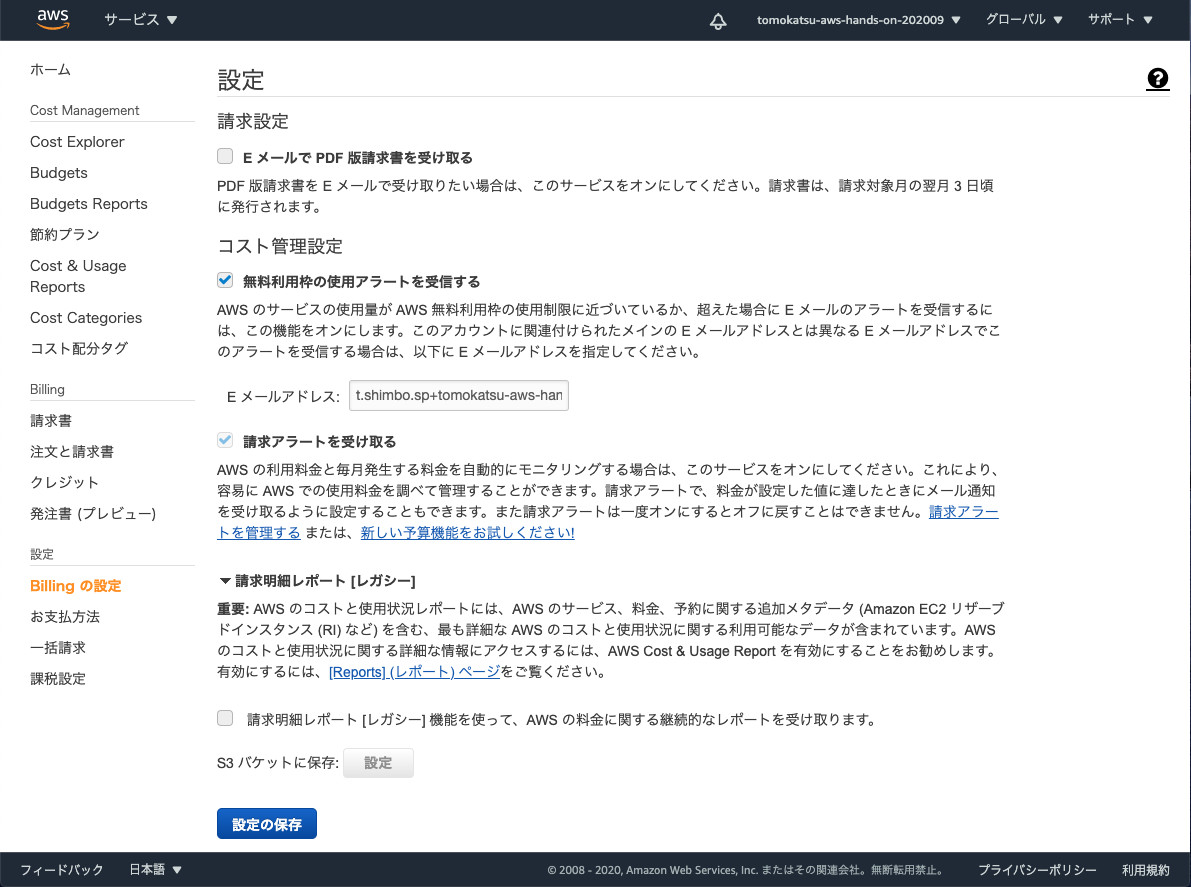 aws
サービス
tomokatsu-aws-hands-on-202009
グローバル
サポート
ホーム
Cost Management
Cost Explorer
Budgets
Budgets Reports
節約プラン
Cost & Usage
Reports
Cost Categories
コスト配分タグ
Billing
請求書
注文と請求書
クレジット
発注書 (プレビュー)
設定
Billing の設定
お支払方法
一括請求
課税設定
設定
請求設定
E メールで PDF 版請求書を受け取る
PDF 版請求書を E メールで受け取りたい場合は、このサービスをオンにしてください。請求書は、請求対象月の翌月 3 日頃
に発行されます。
コスト管理設定
無料利用枠の使用アラートを受信する
AWS のサービスの使用量が AWS 無料利用枠の使用制限に近づいているか、超えた場合に E メールのアラートを受信するに
は、この機能をオンにします。このアカウントに関連付けられたメインの E メールアドレスとは異なる E メールアドレスでこ
のアラートを受信する場合は、以下に E メールアドレスを指定してください。
E メールアドレス: t.shimbo.sp+tomokatsu-aws-han
請求アラートを受け取る
AWS の利用料金と毎月発生する料金を自動的にモニタリングする場合は、このサービスをオンにしてください。これにより、
容易に AWS での使用料金を調べて管理することができます。請求アラートで、料金が設定した値に達したときにメール通知
を受け取るように設定することもできます。また請求アラートは一度オンにするとオフに戻すことはできません。請求アラー
トを管理する または、新しい予算機能をお試しください!
請求明細レポート [レガシー]
重要: AWS のコストと使用状況レポートには、AWS のサービス、料金、予約に関する追加メタデータ (Amazon EC2 リザーブ
ドインスタンス (RI) など) を含む、最も詳細な AWS のコストと使用状況に関する利用可能なデータが含まれています。AWS
のコストと使用状況に関する詳細な情報にアクセスするには、AWS Cost & Usage Report を有効にすることをお勧めします。
有効にするには、[Reports] (レポート) ページをご覧ください。
請求明細レポート [レガシー] 機能を使って、AWS の料金に関する継続的なレポートを受け取ります。
S3 バケットに保存: 設定
設定の保存
フィードバック
日本語
© 2008 - 2020, Amazon Web Services, Inc. またはその関連会社。無断転用禁止。
プライバシーポリシー
利用規約